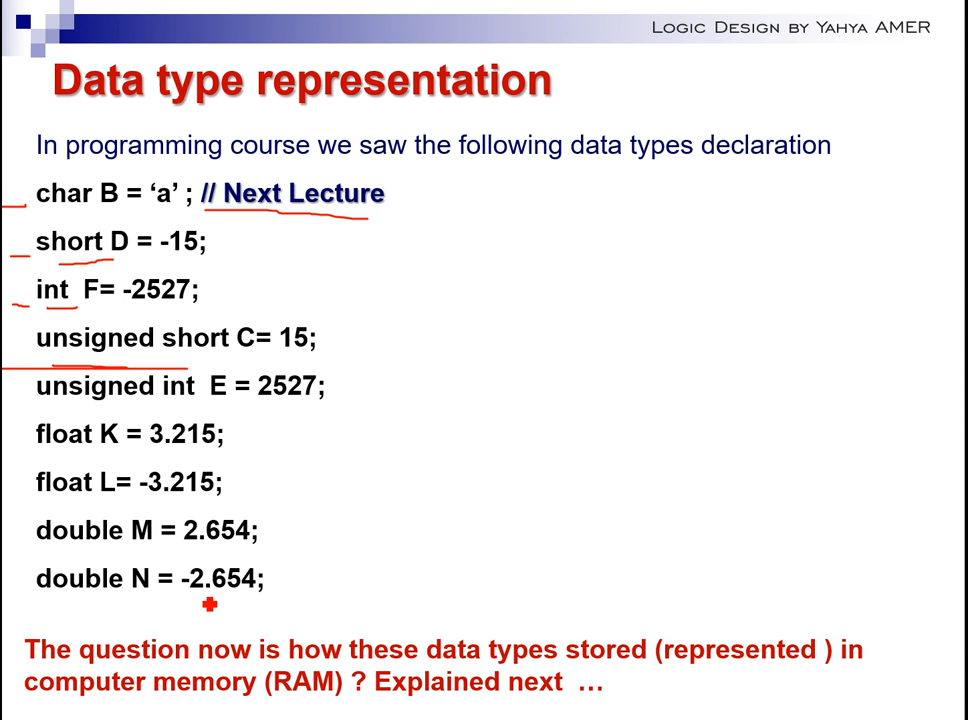 Logic Design by Yahya AMER
Data type representation
In programming course we saw the following data types declaration
char B = ‘a’ ; // Next Lecture
short D = -15;
int F= -2527;
unsigned short C= 15;
unsigned int E = 2527;
float K = 3.215;
float L= -3.215;
double M = 2.654;
double N = -2.654;
The question now is how these data types stored (represented ) in
computer memory (RAM) ? Explained next …